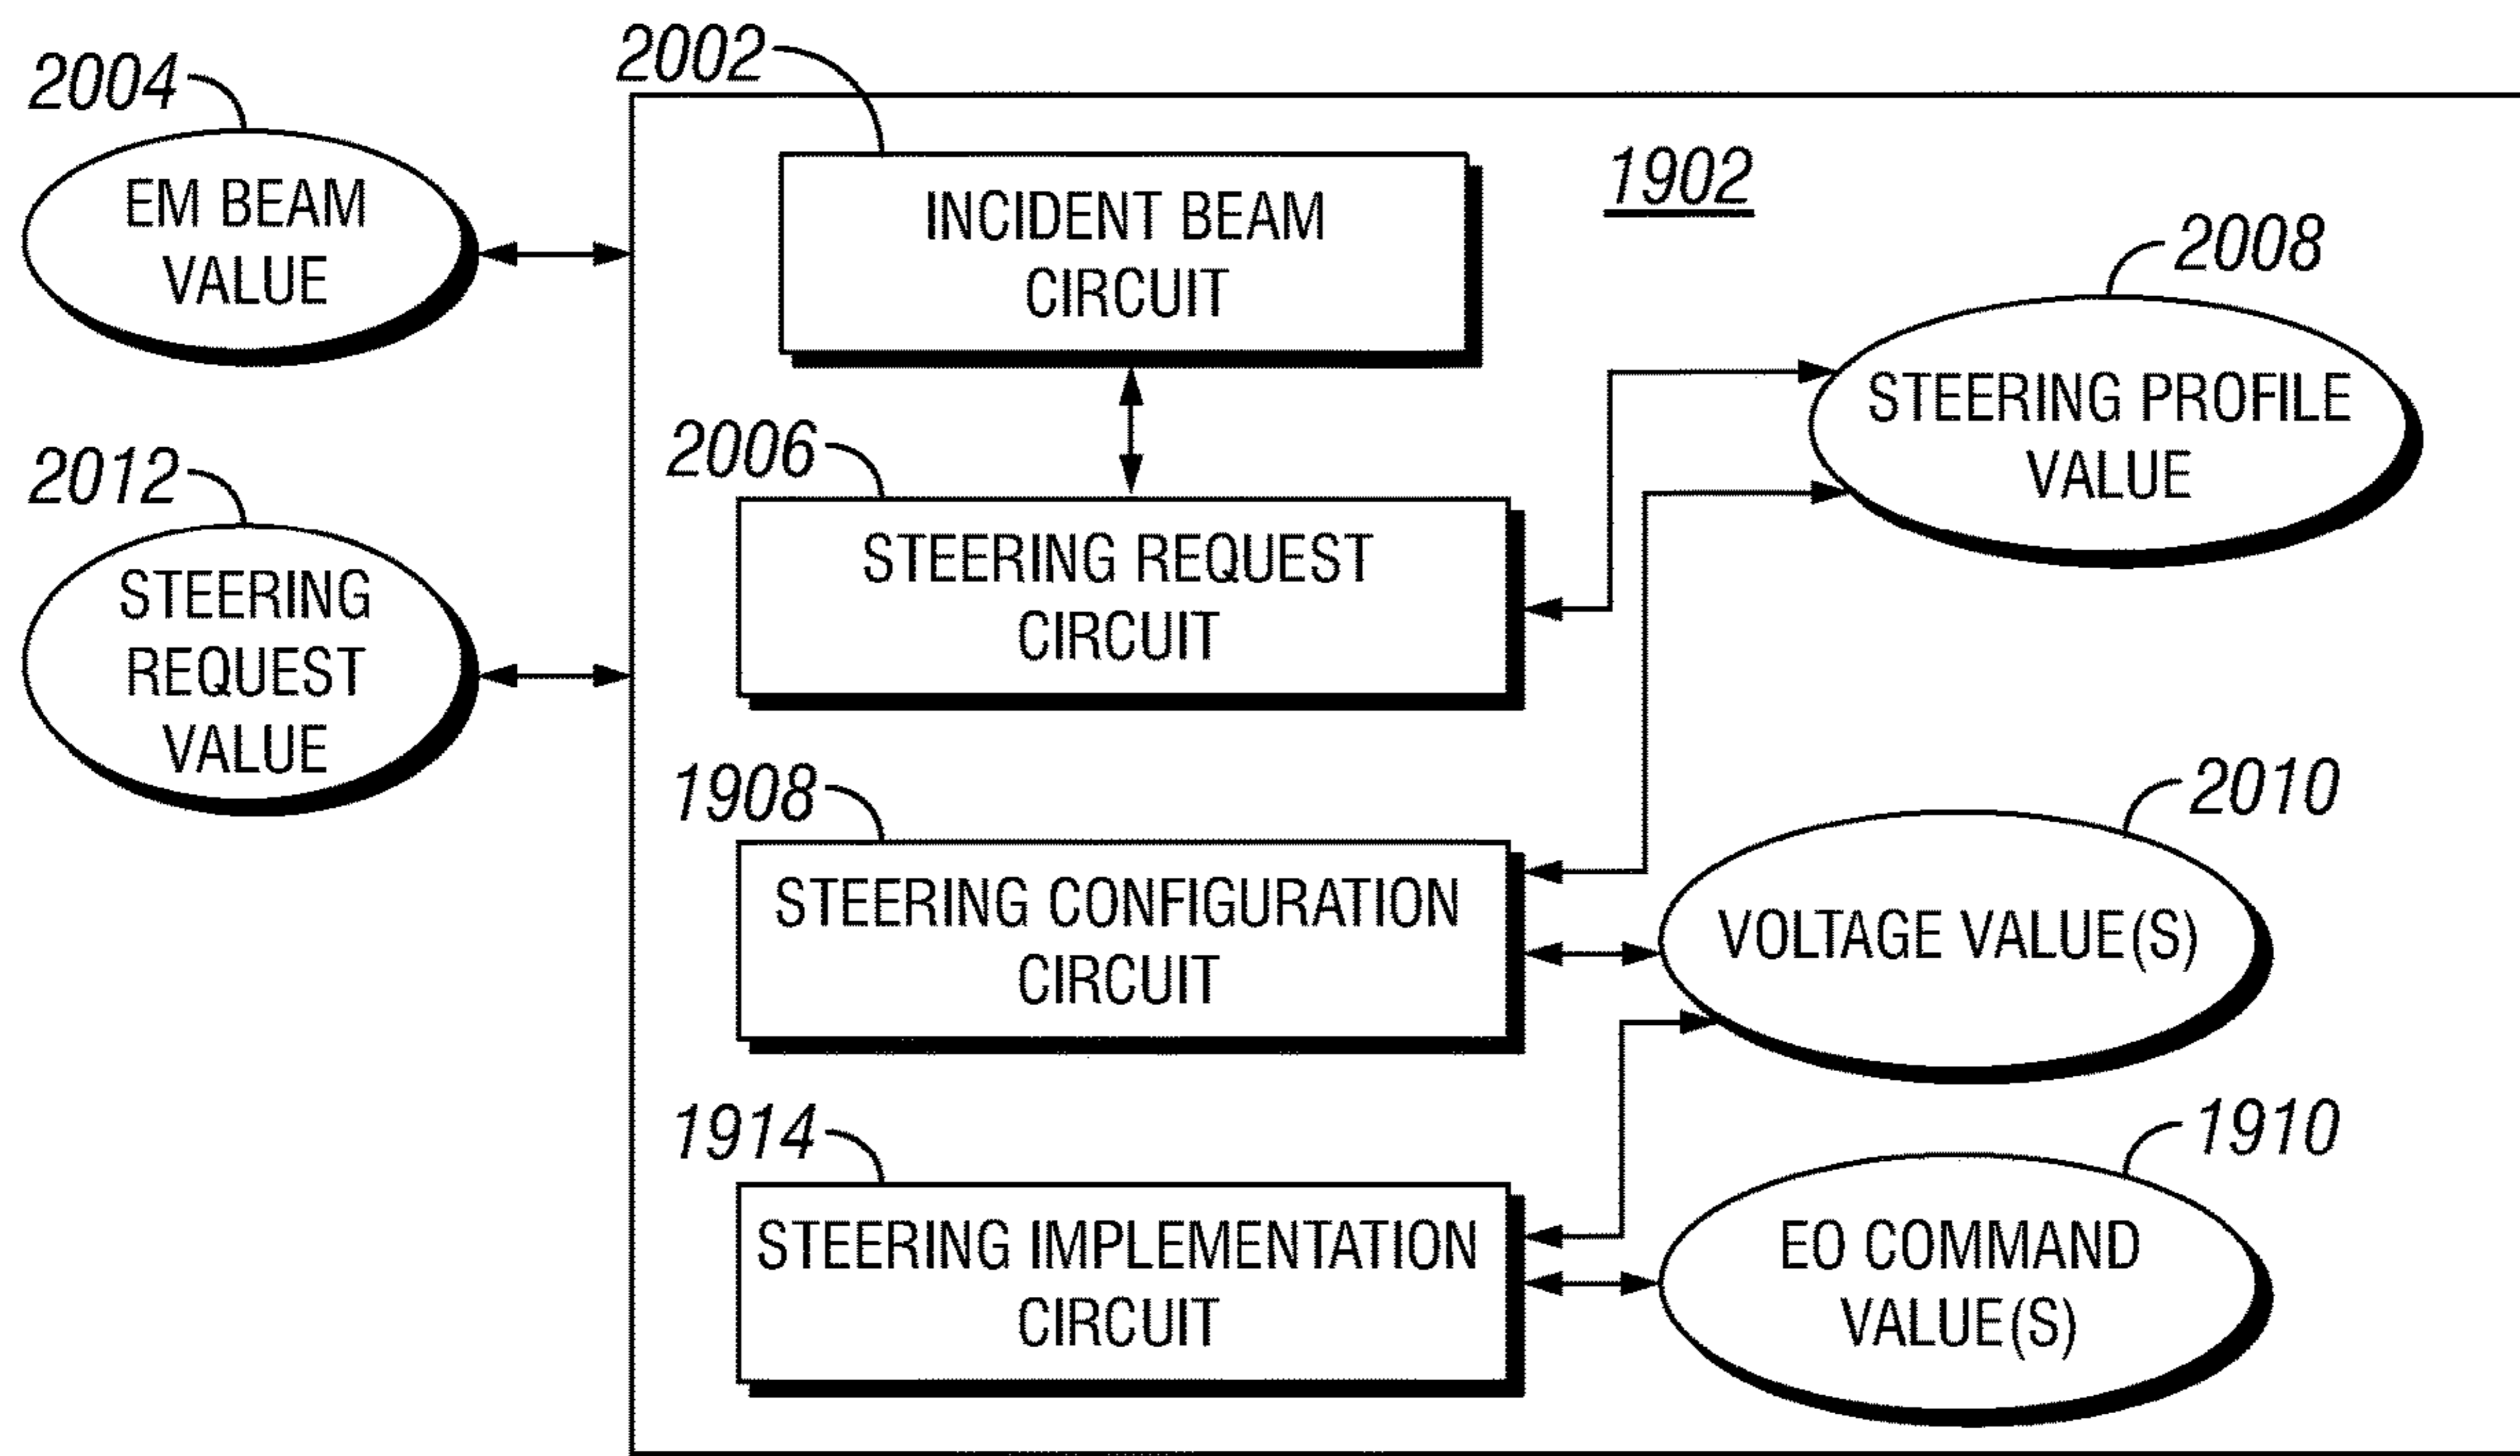 2002
2004
EM BEAM
VALUE
INCIDENT BEAM
CIRCUIT
1902
2008
STEERING PROFILE
VALUE
2006
2012
STEERING
REQUEST
VALUE
STEERING REQUEST
CIRCUIT
1908
2010
STEERING CONFIGURATION
CIRCUIT
VOLTAGE VALUE(S)
1914
1910
STEERING IMPLEMENTATION
CIRCUIT
EO COMMAND
VALUE(S)